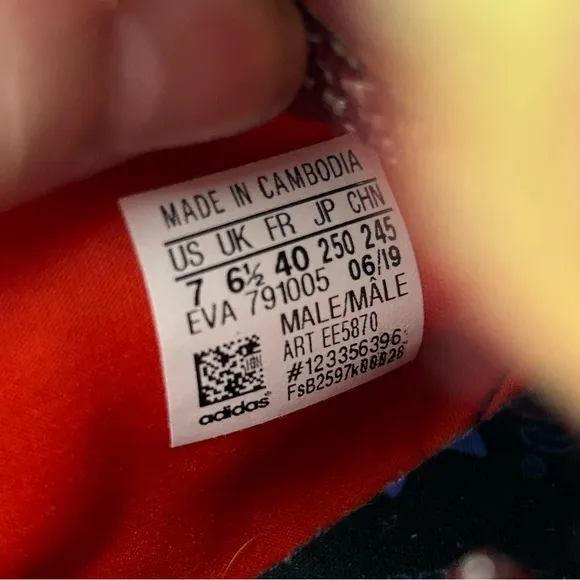 MADE IN CAMBODIA
US UK FR JP CHN
7 6½ 40 250 245
EVA 791005 06/19
MALE/MÂLE
ART EE5870
#123356396
FsB2597k
adidas